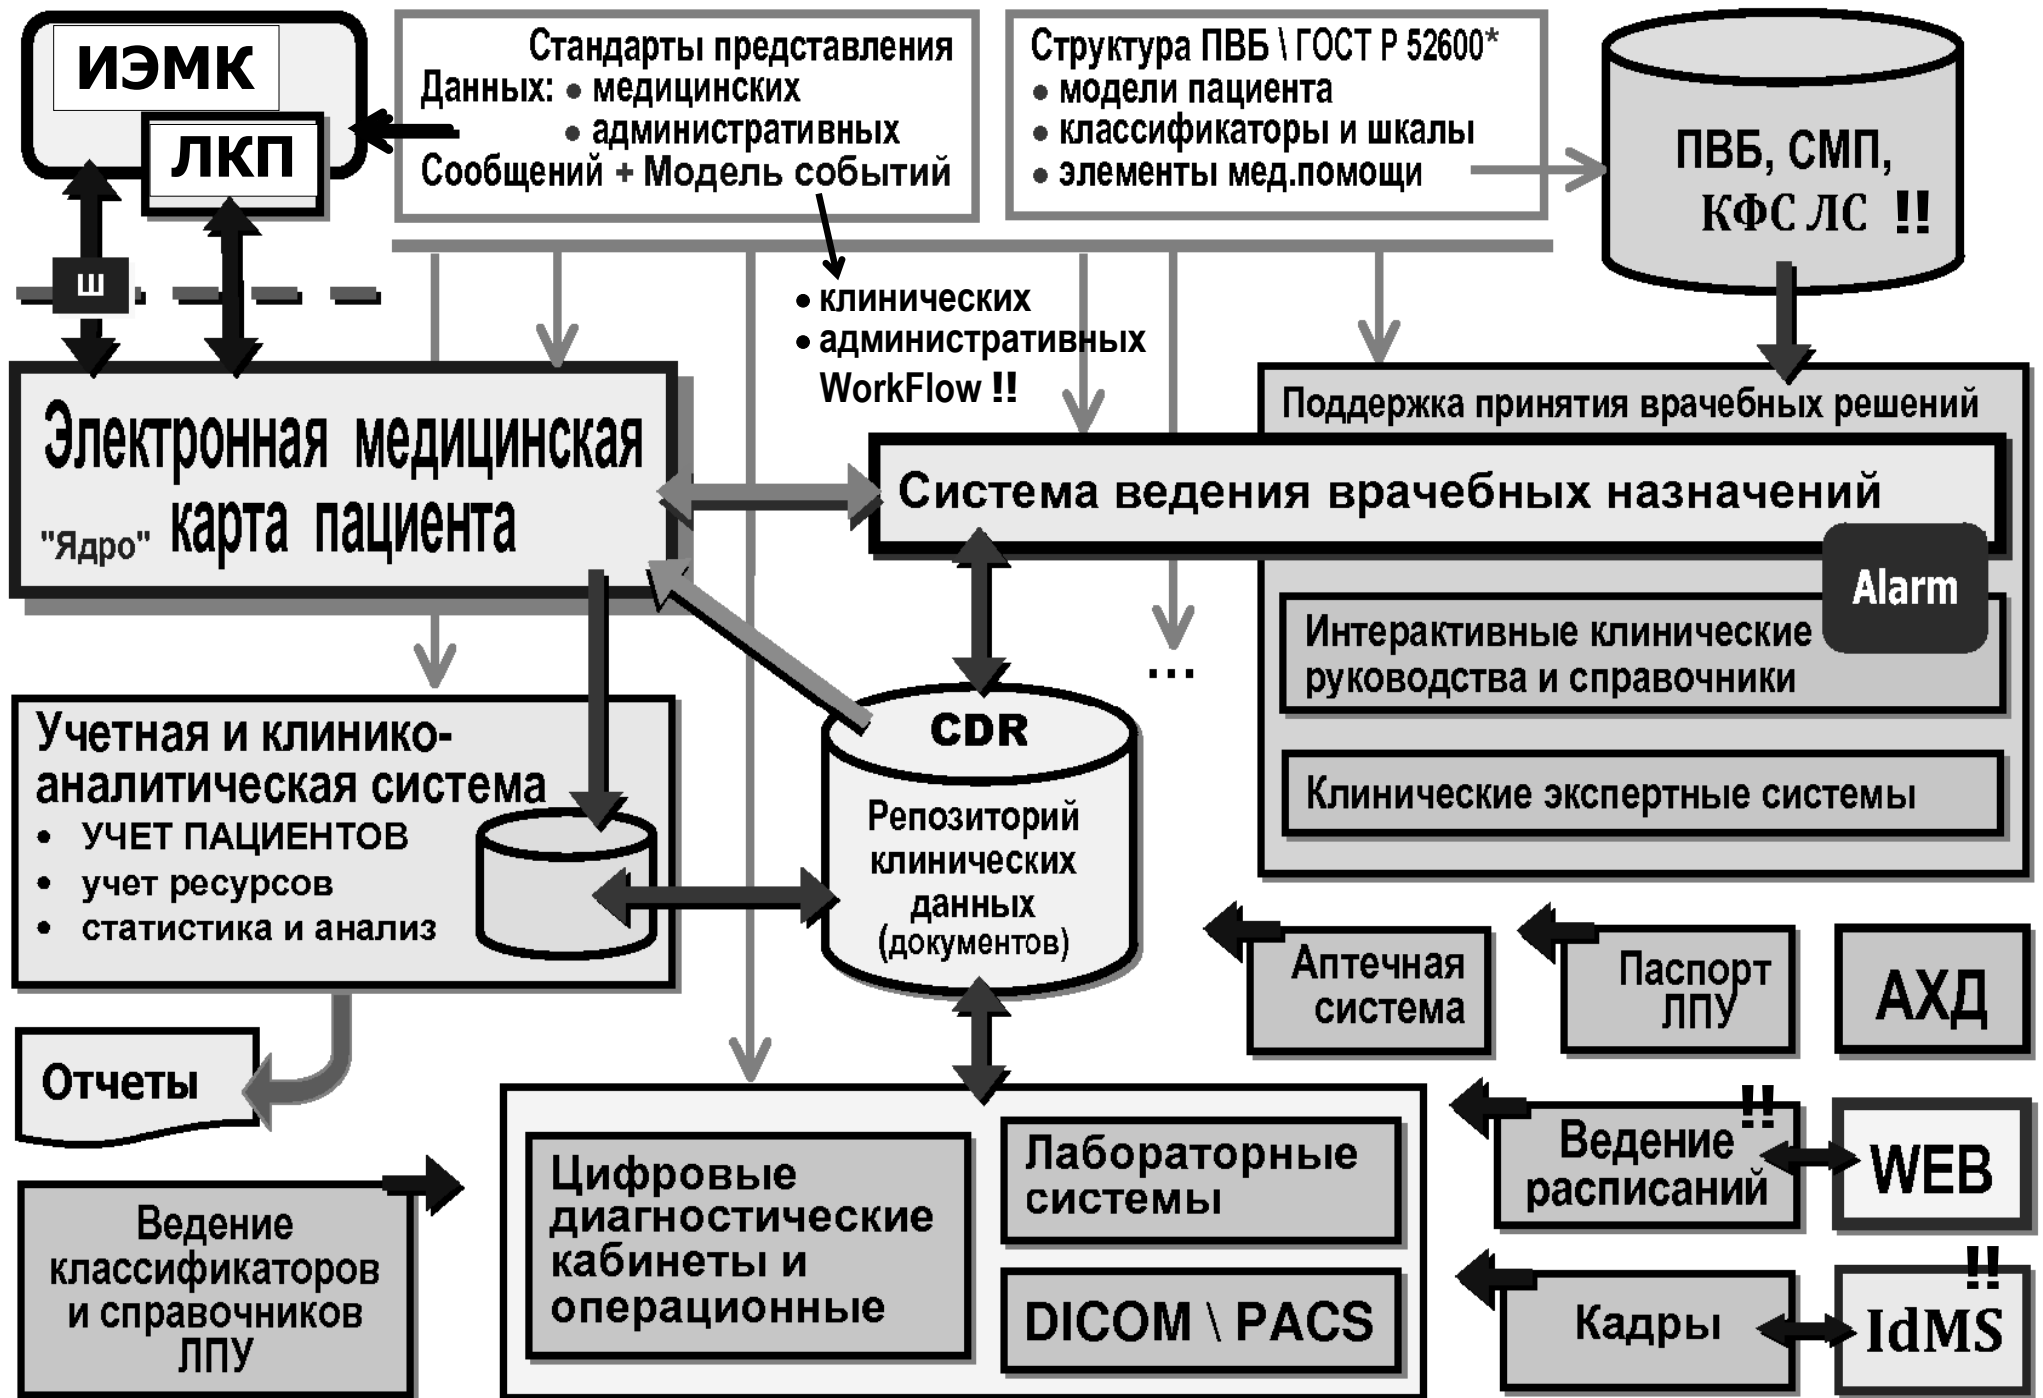 ИЭМК
ЛКП
Ш
Стандарты представления
Данных: • медицинских
• административных
Сообщений + Модель событий
Структура ПВБ \ ГОСТ Р 52600*
• модели пациента
• классификаторы и шкалы
• элементы мед.помощи
ПВБ, СМП,
КФС ЛС !!
• клинических
• административных
WorkFlow !!
Электронная медицинская
"Ядро" карта пациента
Поддержка принятия врачебных решений
Система ведения врачебных назначений
Alarm
Интерактивные клинические
руководства и справочники
Клинические экспертные системы
...
Учетная и клинико-
аналитическая система
• УЧЕТ ПАЦИЕНТОВ
• учет ресурсов
• статистика и анализ
CDR
Репозиторий
клинических
данных
(документов)
Аптечная
система
Паспорт
ЛПУ
АХД
Отчеты
Ведение
классификаторов
и справочников
ЛПУ
Цифровые
диагностические
кабинеты и
операционные
Лабораторные
системы
DICOM \ PACS
!!
Ведение
расписаний
WEB
Кадры
!!
IdMS